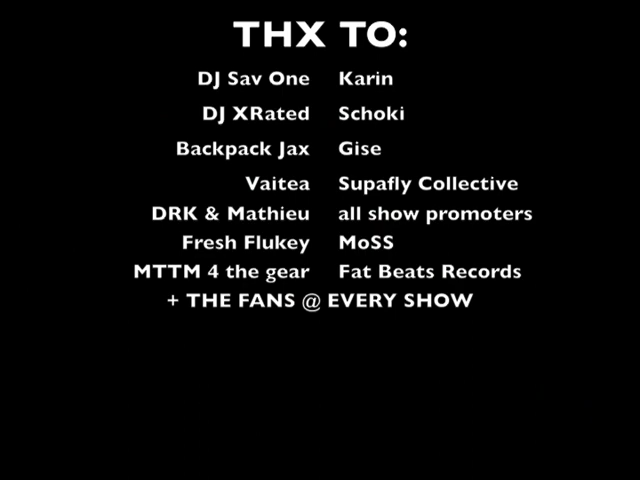 THX TO:
DJ Sav One Karin
DJ XRated Schoki
Backpack Jax Gise
Vaitea Supafly Collective
DRK & Mathieu all show promoters
Fresh Flukey MoSS
MTTM 4 the gear Fat Beats Records
+ THE FANS @ EVERY SHOW